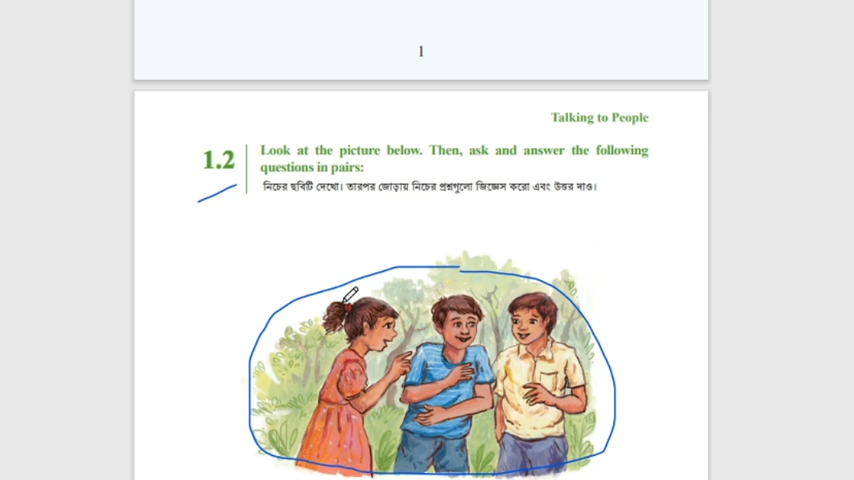 1
Talking to People
1.2
Look at the picture below. Then, ask and answer the following
questions in pairs:
নিচের ছবিটি দেখো। তারপর জোড়ায় নিচের প্রশ্নগুলো জিজ্ঞেস করো এবং উত্তর দাও।